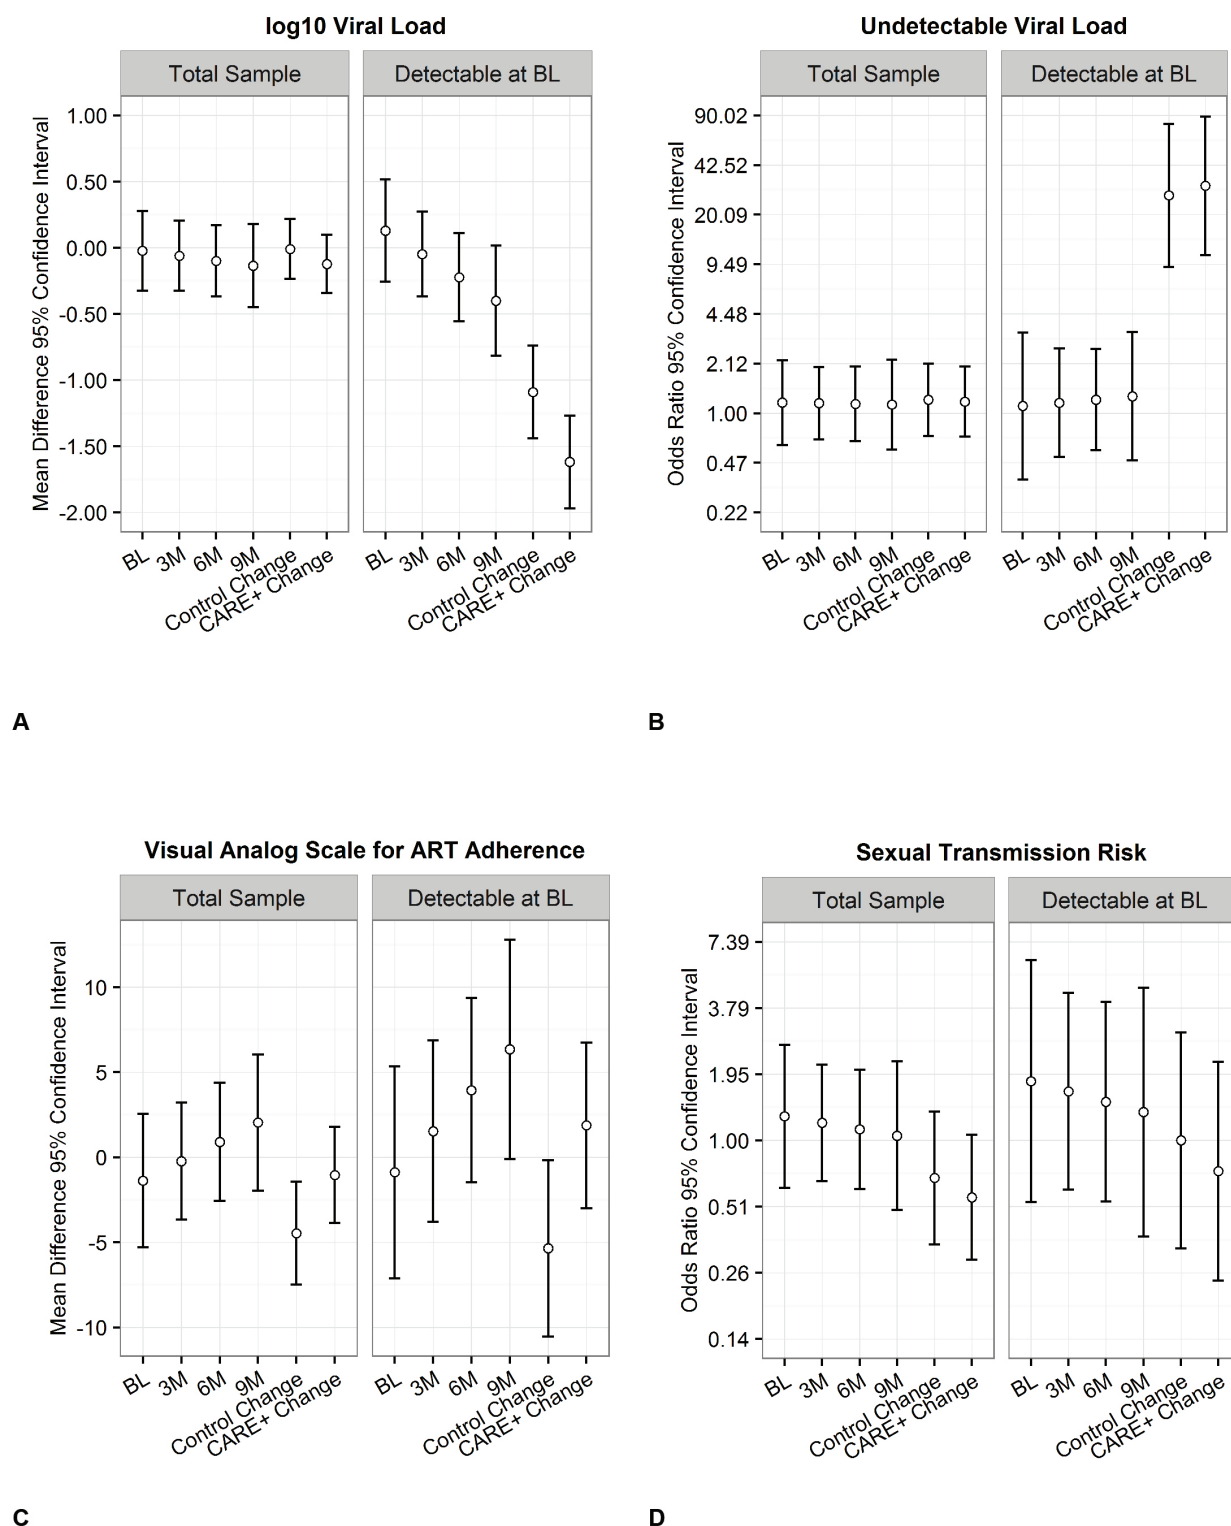 log10 Viral Load
Total Sample
Detectable at BL
Mean Difference 95% Confidence Interval
1.00
0.50
0.00
-0.50
-1.00
-1.50
-2.00
BL
3M
6M
9M
Control Change
CARE+ Change
BL
3M
6M
9M
Control Change
CARE+ Change
A
Undetectable Viral Load
Total Sample
Detectable at BL
Odds Ratio 95% Confidence Interval
90.02
42.52
20.09
9.49
4.48
2.12
1.00
0.47
0.22
BL
3M
6M
9M
Control Change
CARE+ Change
BL
3M
6M
9M
Control Change
CARE+ Change
B
Visual Analog Scale for ART Adherence
Total Sample
Detectable at BL
Mean Difference 95% Confidence Interval
10
5
0
-5
-10
BL
3M
6M
9M
Control Change
CARE+ Change
BL
3M
6M
9M
Control Change
CARE+ Change
C
Sexual Transmission Risk
Total Sample
Detectable at BL
Odds Ratio 95% Confidence Interval
7.39
3.79
1.95
1.00
0.51
0.26
0.14
BL
3M
6M
9M
Control Change
CARE+ Change
BL
3M
6M
9M
Control Change
CARE+ Change
D